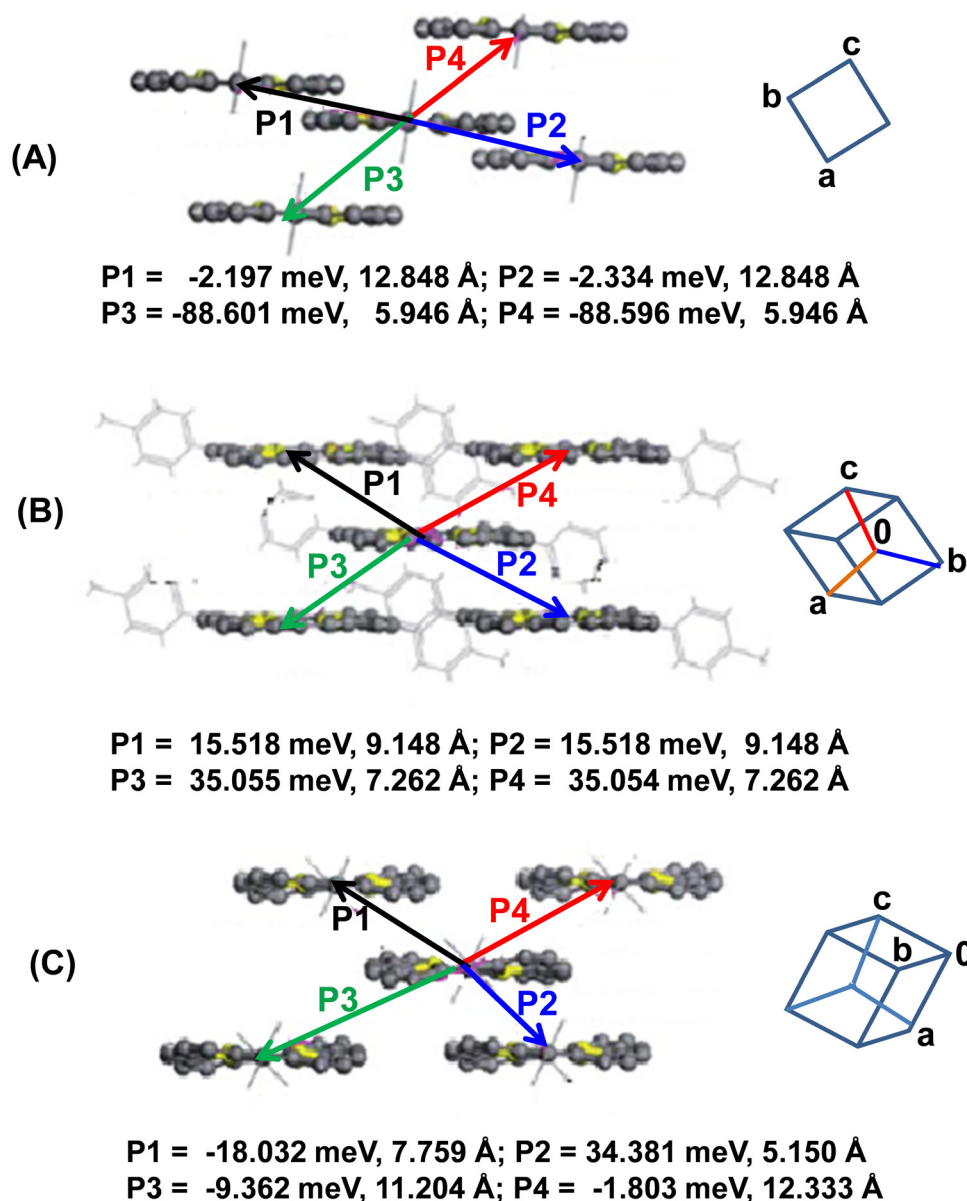 P4
c
b
P1
P2
(A)
P3
a
P1 = -2.197 meV, 12.848 Å; P2 = -2.334 meV, 12.848 Å
P3 = -88.601 meV, 5.946 Å; P4 = -88.596 meV, 5.946 Å
c
P1
P4
(B)
0
b
P3
P2
a
P1 = 15.518 meV, 9.148 Å; P2 = 15.518 meV, 9.148 Å
P3 = 35.055 meV, 7.262 Å; P4 = 35.054 meV, 7.262 Å
c
P1
P4
b
0
(C)
P3
P2
a
P1 = -18.032 meV, 7.759 Å; P2 = 34.381 meV, 5.150 Å
P3 = -9.362 meV, 11.204 Å; P4 = -1.803 meV, 12.333 Å